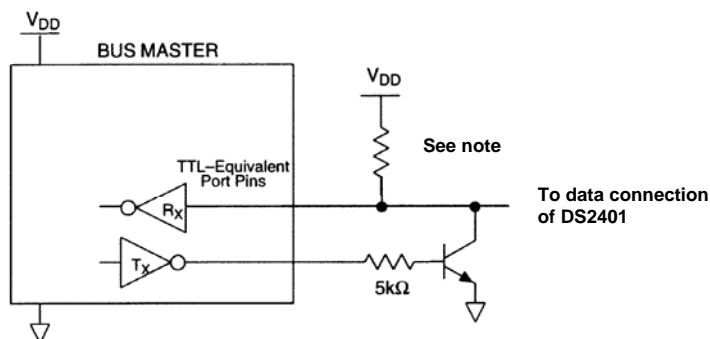 VDD
BUS MASTER
VDD
See note
TTL–Equivalent
Port Pins
RX
To data connection
of DS2401
TX
5kΩ